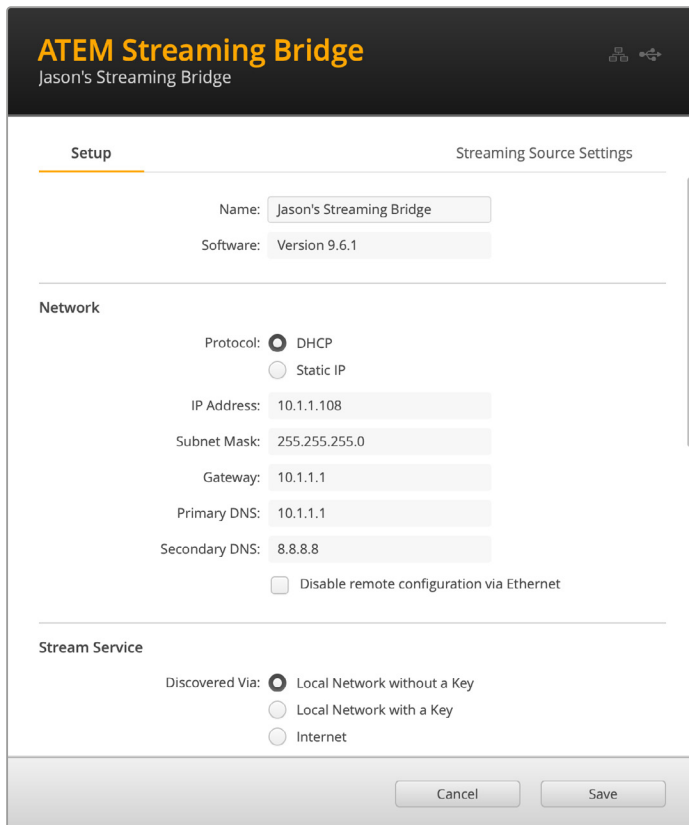 ATEM Streaming Bridge
Jason's Streaming Bridge
Setup Streaming Source Settings
Name: Jason's Streaming Bridge
Software: Version 9.6.1
Network
Protocol: DHCP
Static IP
IP Address: 10.1.1.108
Subnet Mask: 255.255.255.0
Gateway: 10.1.1.1
Primary DNS: 10.1.1.1
Secondary DNS: 8.8.8.8
Disable remote configuration via Ethernet
Stream Service
Discovered Via: Local Network without a Key
Local Network with a Key
Internet
Cancel Save